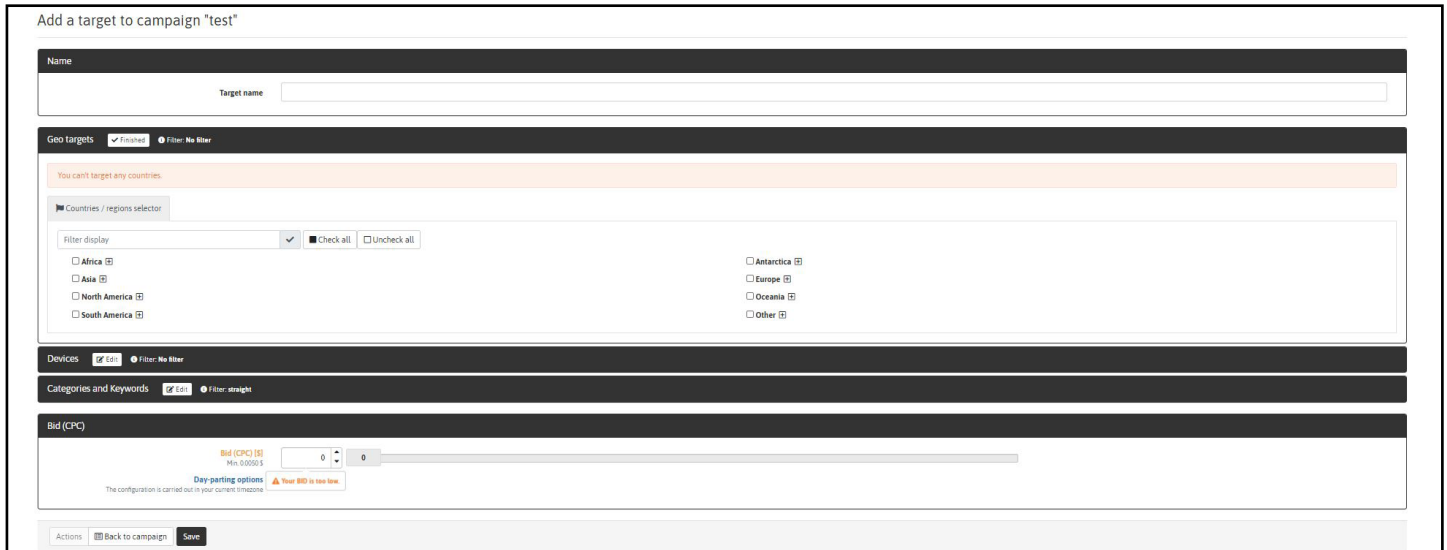 Add a target to campaign "test"
Name
Target name
Geo targets Finished Filter: No filter
You can't target any countries.
Countries / regions selector
Filter display Check all Uncheck all
Africa Antarctica
Asia Europe
North America Oceania
South America Other
Devices Edit Filter: No filter
Categories and Keywords Edit Filter: straight
Bid (CPC)
Bid (CPC) [$] 0 0
Min: 0.0050 $
Day-parting options Your BID is too low.
The configuration is carried out in your current timezone
Actions Back to campaign Save